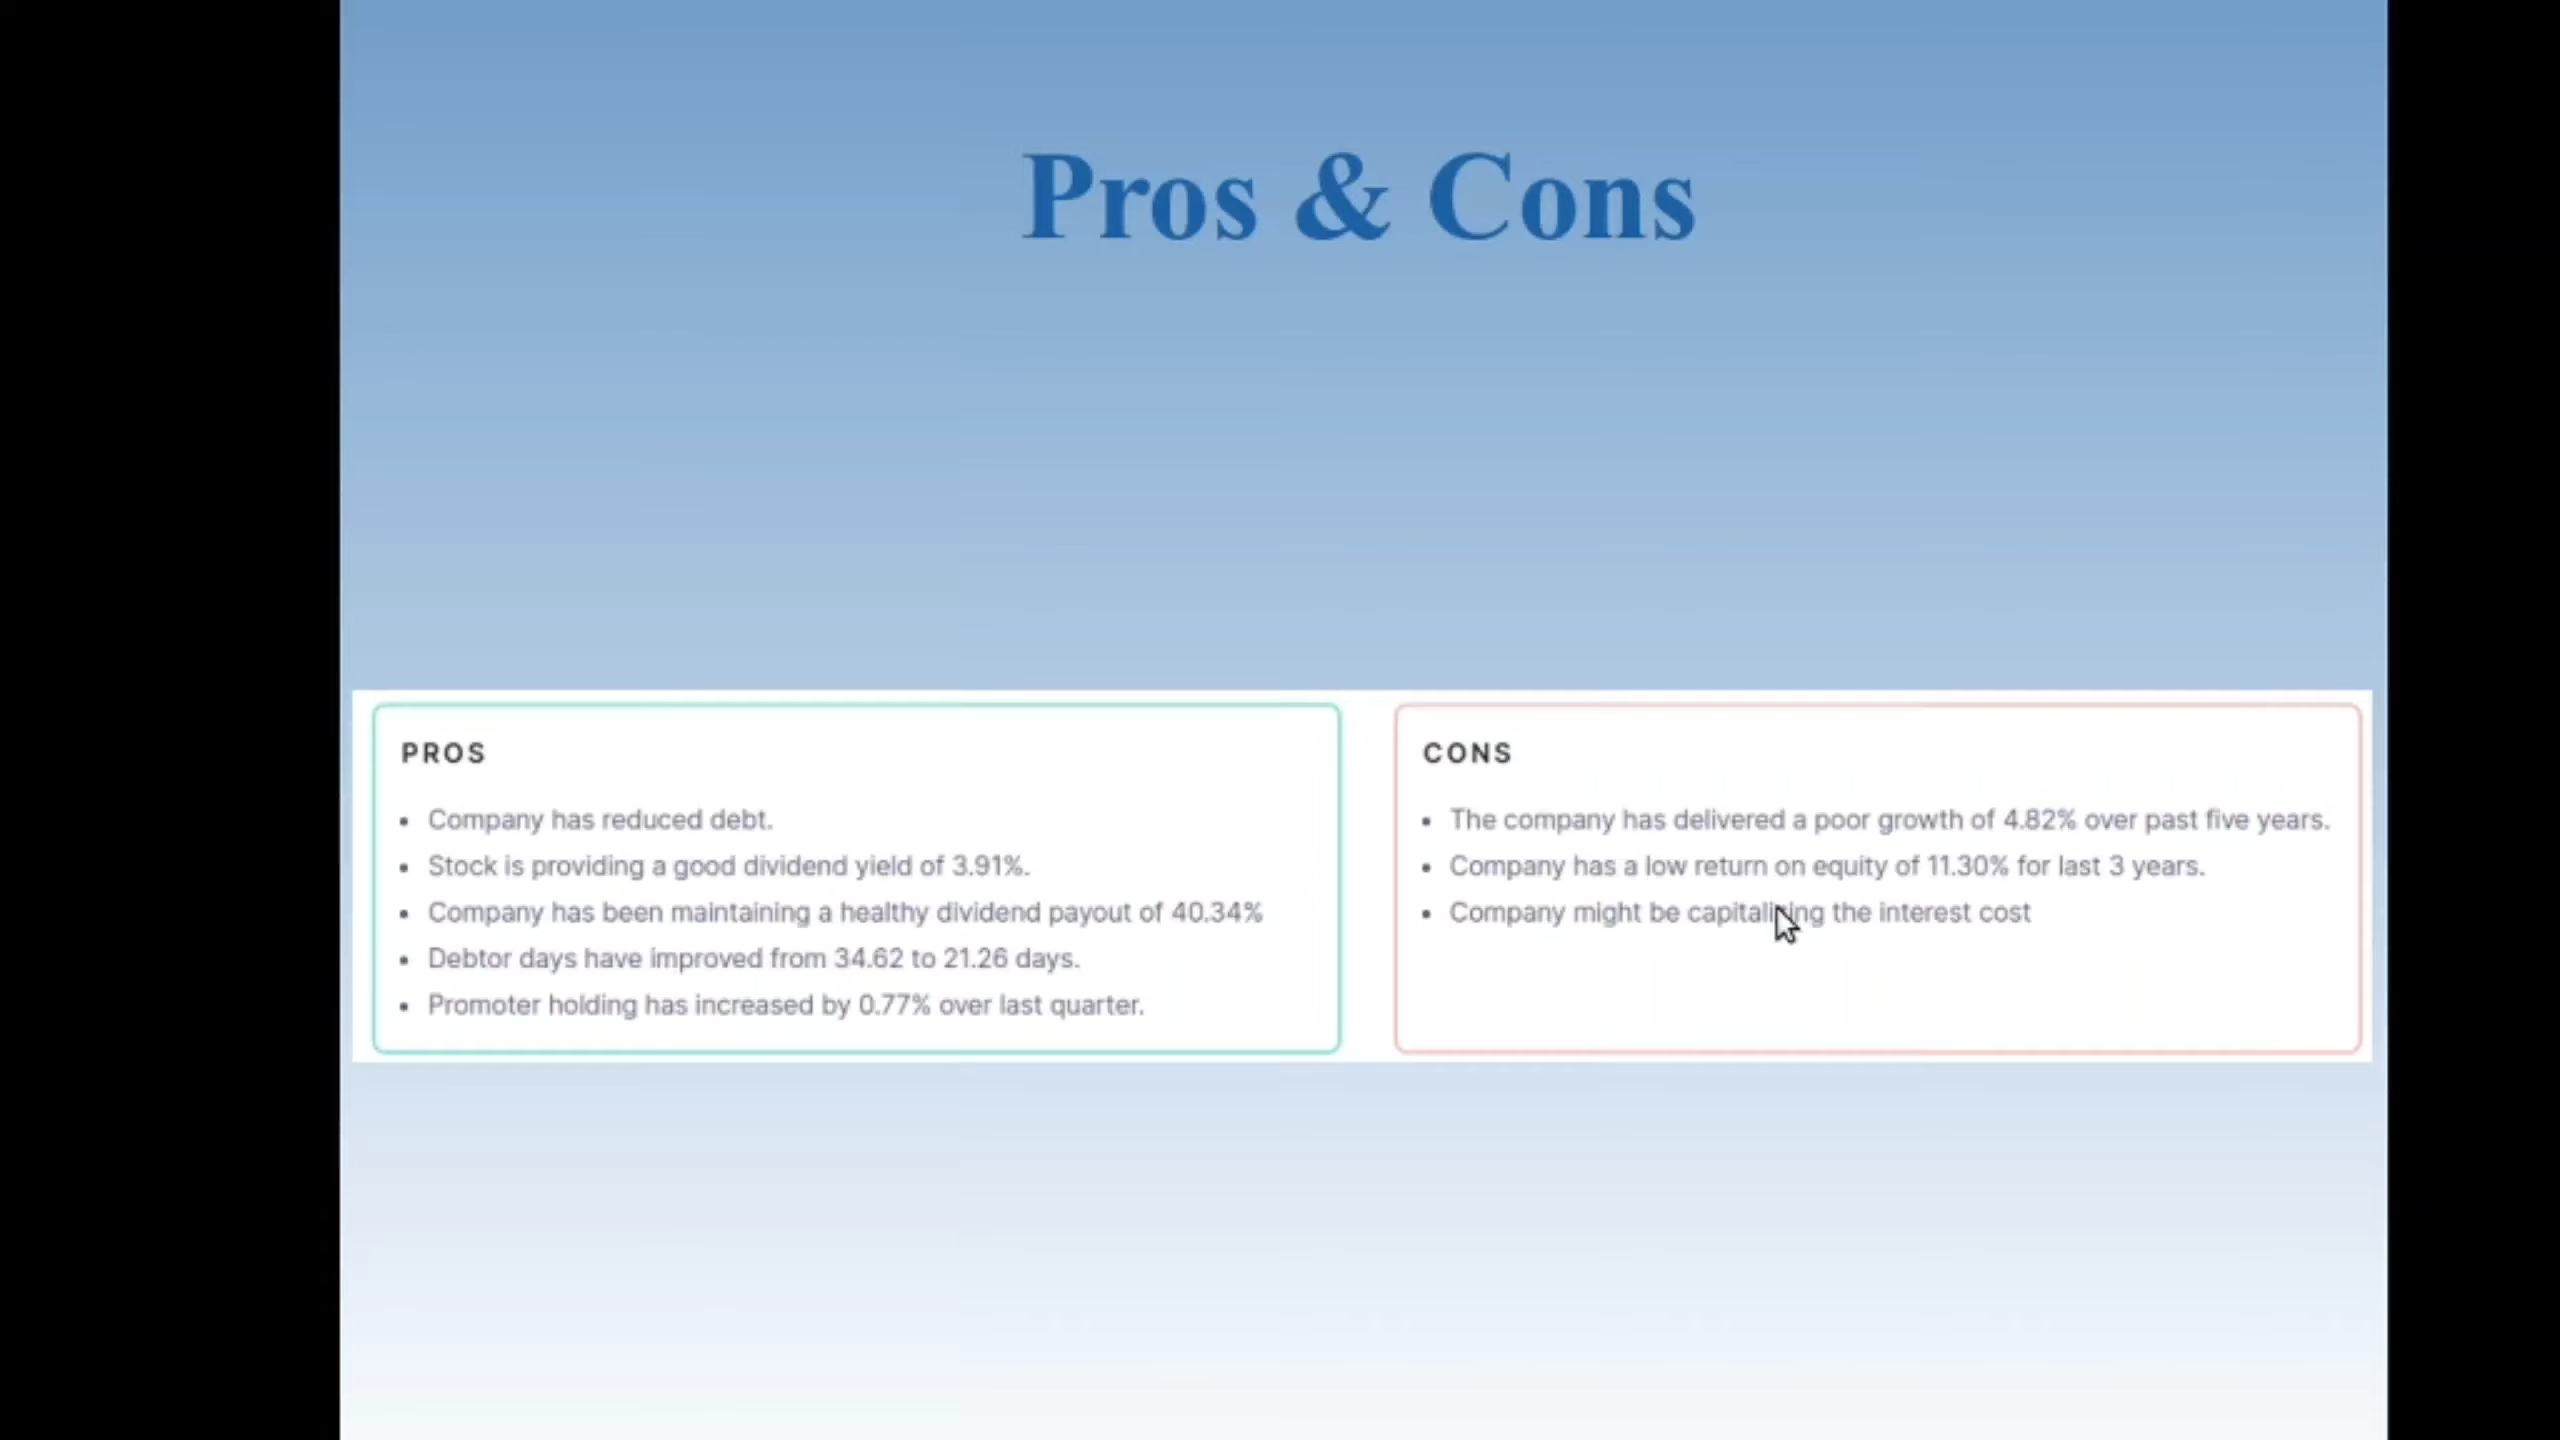 Pros & Cons
PROS
• Company has reduced debt.
• Stock is providing a good dividend yield of 3.91%.
• Company has been maintaining a healthy dividend payout of 40.34%
• Debtor days have improved from 34.62 to 21.26 days.
• Promoter holding has increased by 0.77% over last quarter.
CONS
• The company has delivered a poor growth of 4.82% over past five years.
• Company has a low return on equity of 11.30% for last 3 years.
• Company might be capitalizing the interest cost